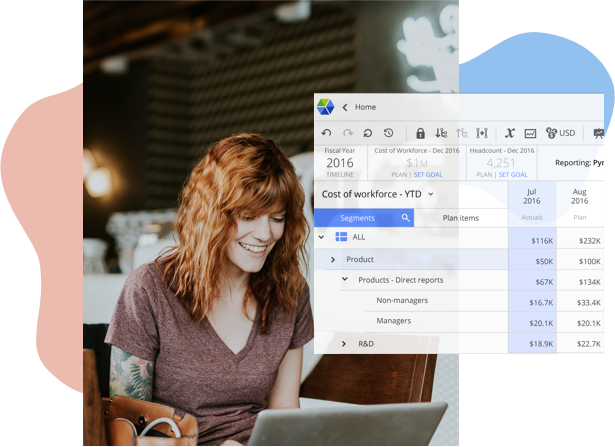 Home
USD
Fiscal Year
2016
TIMELINE
Cost of Workforce - Dec 2016
$1M
PLAN | SET GOAL
Headcount - Dec 2016
4,251
PLAN | SET GOAL
Reporting: Pyr
Cost of workforce - YTD
Jul
2016
Aug
2016
Segments
Plan items
Actuals
Plan
ALL $116K $232K
Product $50K $100K
Products - Direct reports $67K $134K
Non-managers $16.7K $33.4K
Managers $20.1K $20.1K
R&D $18.9K $22.7K